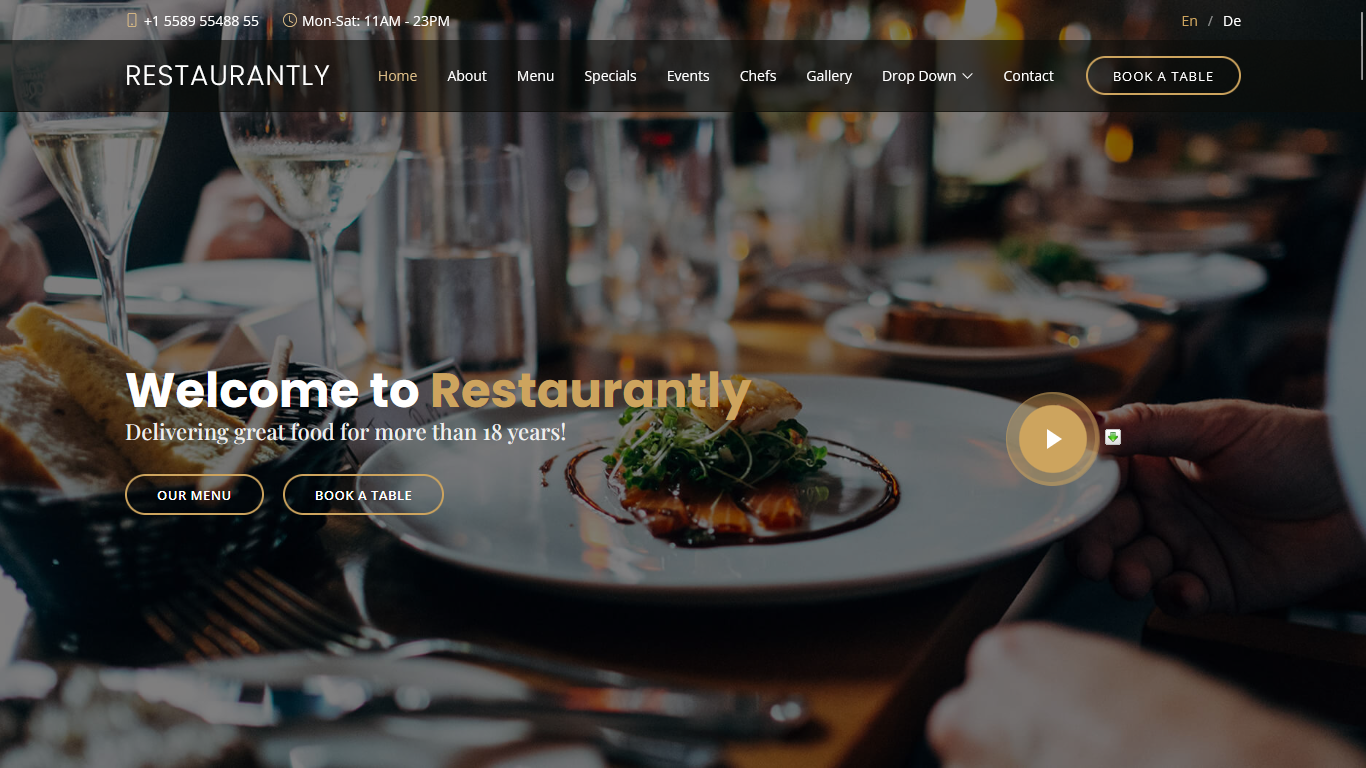 +1 5589 55488 55
Mon-Sat: 11AM - 23PM
En / De
RESTAURANTLY
Home
About
Menu
Specials
Events
Chefs
Gallery
Drop Down
Contact
BOOK A TABLE
Welcome to Restaurantly
Delivering great food for more than 18 years!
OUR MENU
BOOK A TABLE